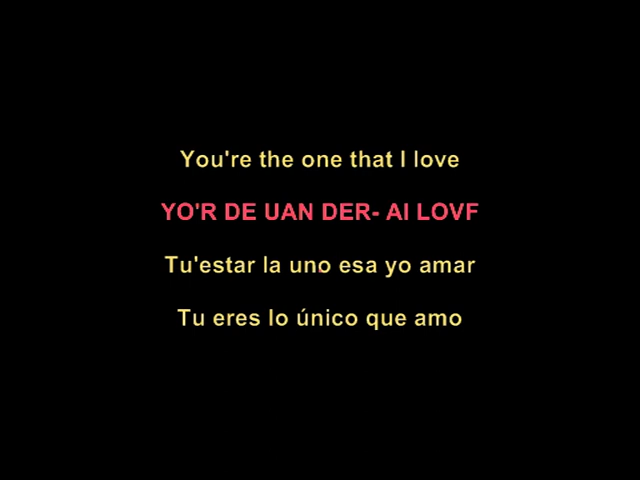 You're the one that I love
YO'R DE UAN DER- AI LOVF
Tu'estar la uno esa yo amar
Tu eres lo único que amo